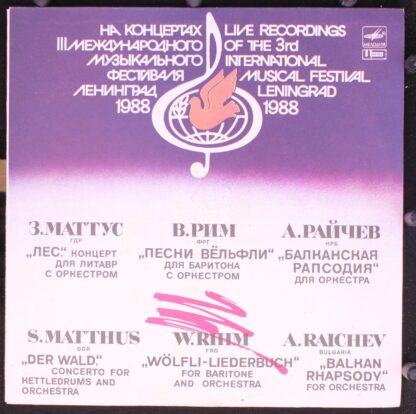 НА КОНЦЕРТАХ
III МЕЖДУНАРОДНОГО
МУЗЫКАЛЬНОГО
ФЕСТИВАЛЯ
ЛЕНИНГРАД
1988
LIVE RECORDINGS
OF THE 3rd
INTERNATIONAL
MUSICAL FESTIVAL
LENINGRAD
1988
МЕЛОДИЯ
З.МАТТУС
ГДР
„ЛЕС.“ КОНЦЕРТ
ДЛЯ ЛИТАВР
С ОРКЕСТРОМ
В.РИМ
ФРГ
„ПЕСНИ ВЁЛЬФЛИ“
ДЛЯ БАРИТОНА
С ОРКЕСТРОМ
А.РАЙЧЕВ
НРБ
„БАЛКАНСКАЯ
РАПСОДИЯ“
ДЛЯ ОРКЕСТРА
S.MATTHUS
GDR
„DER WALD.“
CONCERTO FOR
KETTLEDRUMS AND
ORCHESTRA
W.RIHM
FRG
„WÖLFLI-LIEDERBUCH“
FOR BARITONE
AND ORCHESTRA
A.RAICHEV
BULGARIA
„BALKAN
RHAPSODY“
FOR ORCHESTRA